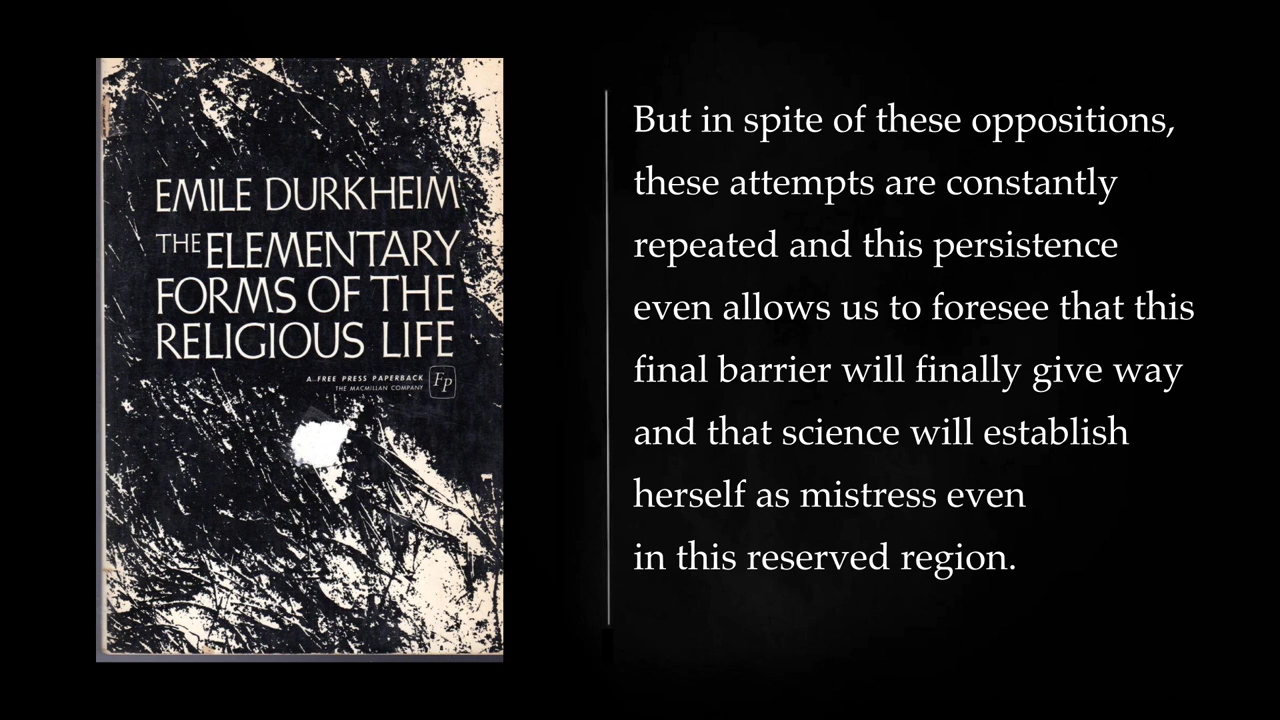 EMILE DURKHEIM
THE ELEMENTARY
FORMS OF THE
RELIGIOUS LIFE
A FREE PRESS PAPERBACK
THE MACMILLAN COMPANY
Fp
But in spite of these oppositions,
these attempts are constantly
repeated and this persistence
even allows us to foresee that this
final barrier will finally give way
and that science will establish
herself as mistress even
in this reserved region.